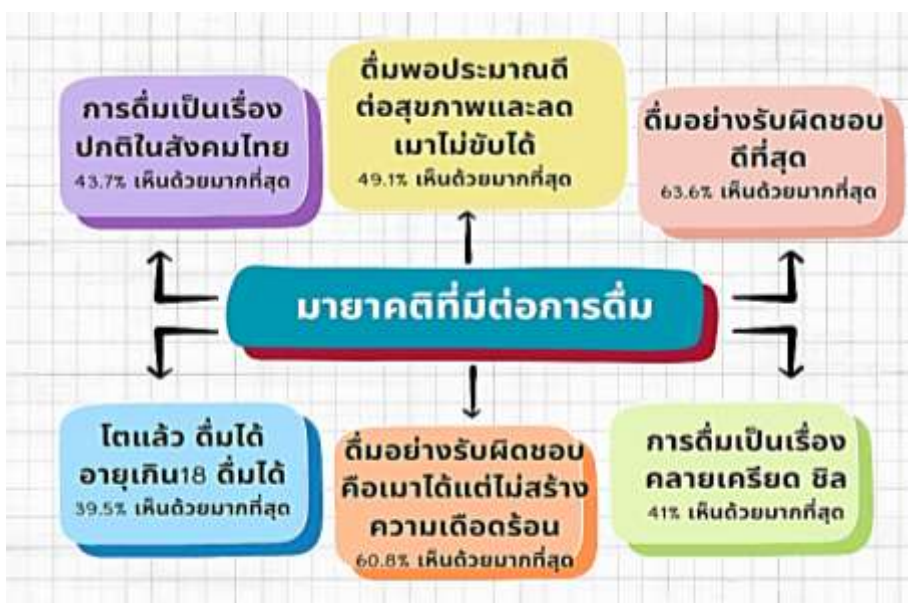 การดื่มเป็นเรื่อง
ปกติในสังคมไทย
43.7% เห็นด้วยมากที่สุด
ดื่มพอประมาณดี
ต่อสุขภาพและลด
เมาไม่ขับได้
49.1% เห็นด้วยมากที่สุด
ดื่มอย่างรับผิดชอบ
ดีที่สุด
63.6% เห็นด้วยมากที่สุด
มายาคติที่มีต่อการดื่ม
โตแล้ว ดื่มได้
อายุเกิน18 ดื่มได้
39.5% เห็นด้วยมากที่สุด
ดื่มอย่างรับผิดชอบ
คือเมาได้แต่ไม่สร้าง
ความเดือดร้อน
60.8% เห็นด้วยมากที่สุด
การดื่มเป็นเรื่อง
คลายเครียด ชิล
41% เห็นด้วยมากที่สุด